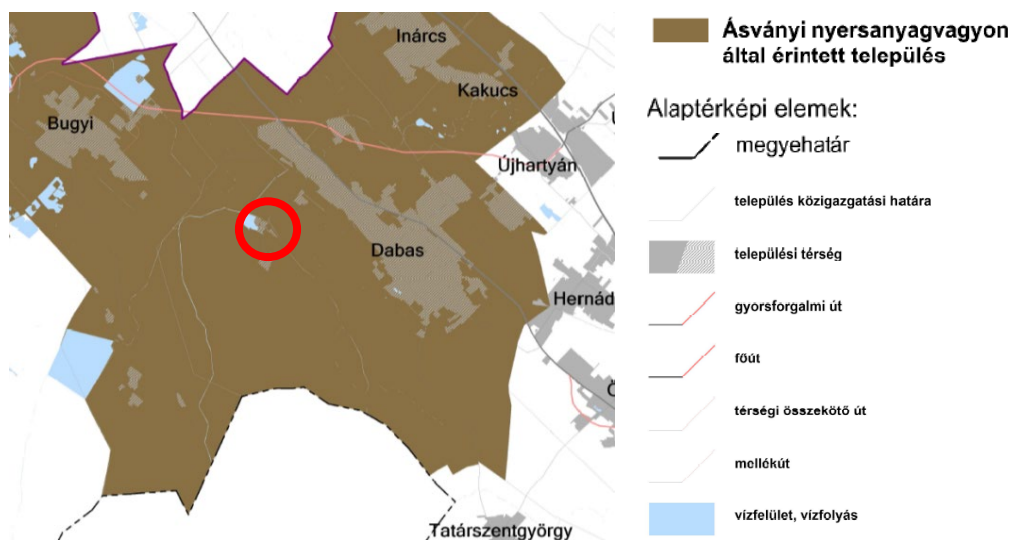 Inárcs
Kakucs
Bugyi
Újhartyán
Dabas
Hernád
Tatárszentgyörgy
Ásványi nyersanyagvagyon
által érintett település
Alaptérképi elemek:
megyehatár
település közigazgatási határa
települési térség
gyorsforgalmi út
főút
térségi összekötő út
mellékút
vízfelület, vízfolyás